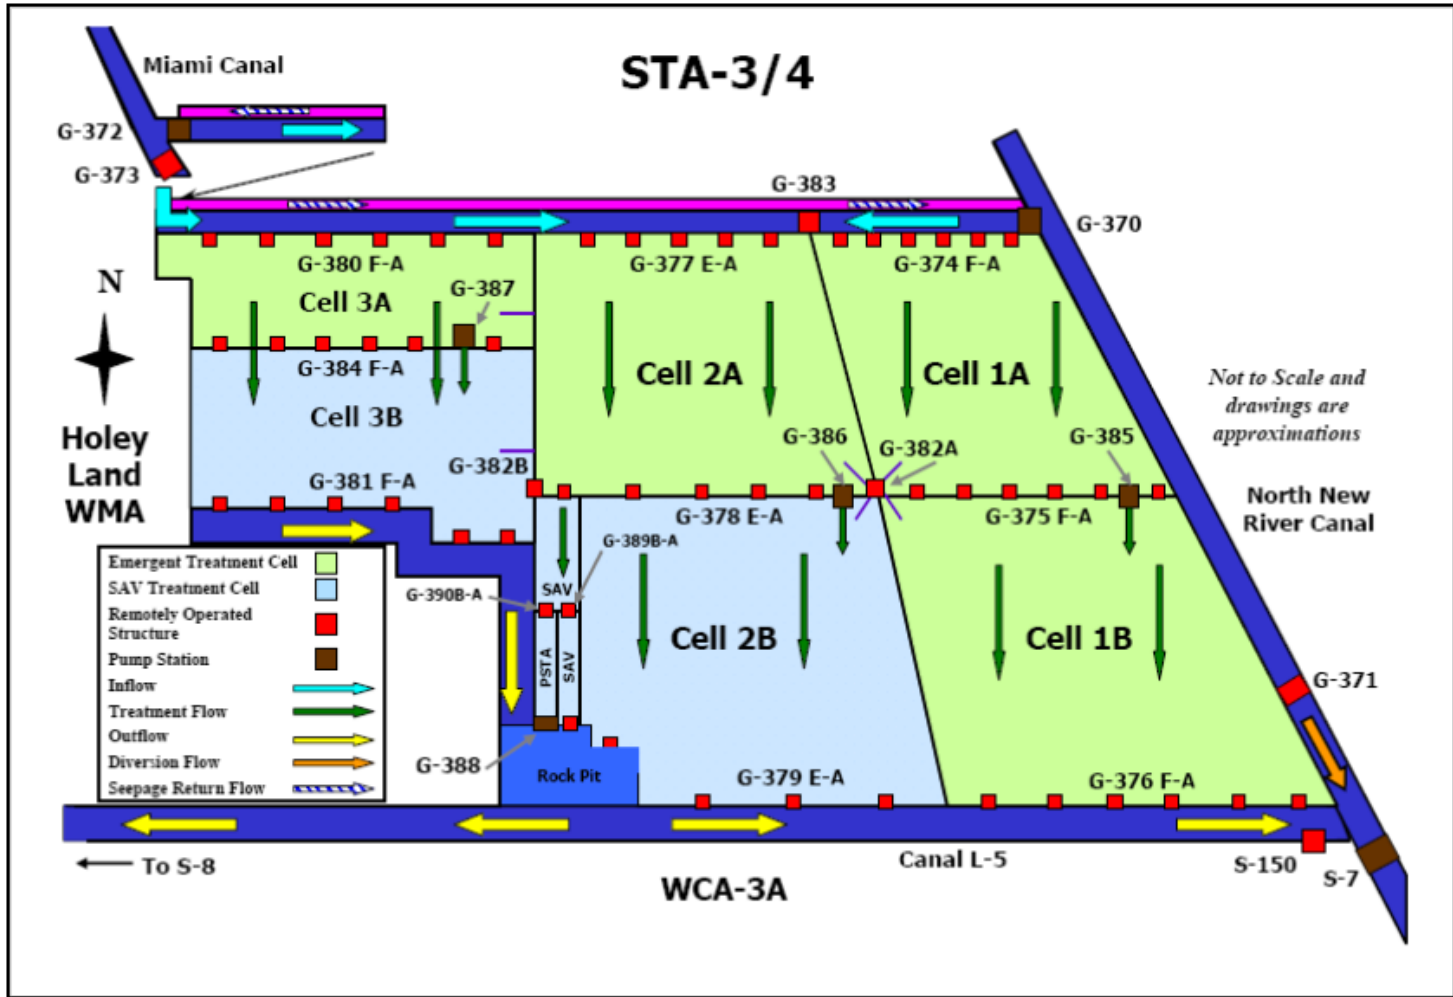 STA-3/4
Miami Canal
G-372
G-373
G-383
G-370
G-380 F-A
G-377 E-A
G-374 F-A
N
Cell 3A
G-387
G-384 F-A
Cell 2A
Cell 1A
Not to Scale and
drawings are
approximations
Cell 3B
Holey
Land
WMA
G-386
G-382A
G-385
G-382B
G-381 F-A
G-378 E-A
G-375 F-A
North New
River Canal
G-389B-A
Emergent Treatment Cell
SAV Treatment Cell
Remotely Operated
Structure
Pump Station
Inflow
Treatment Flow
Outflow
Diversion Flow
Seepage Return Flow
G-390B-A
SAV
PSTA
SAV
Cell 2B
Cell 1B
G-371
G-388
Rock Pit
G-379 E-A
G-376 F-A
To S-8
Canal L-5
S-150
S-7
WCA-3A